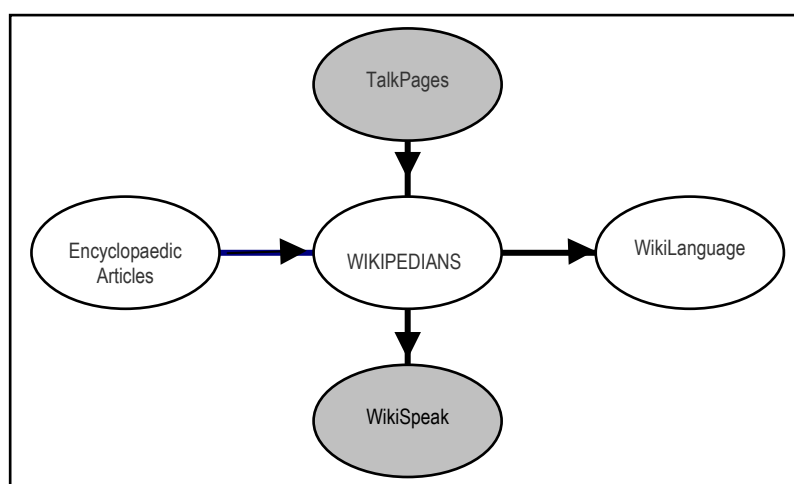 TalkPages
Encyclopaedic
Articles
WIKIPEDIANS
WikiLanguage
WikiSpeak